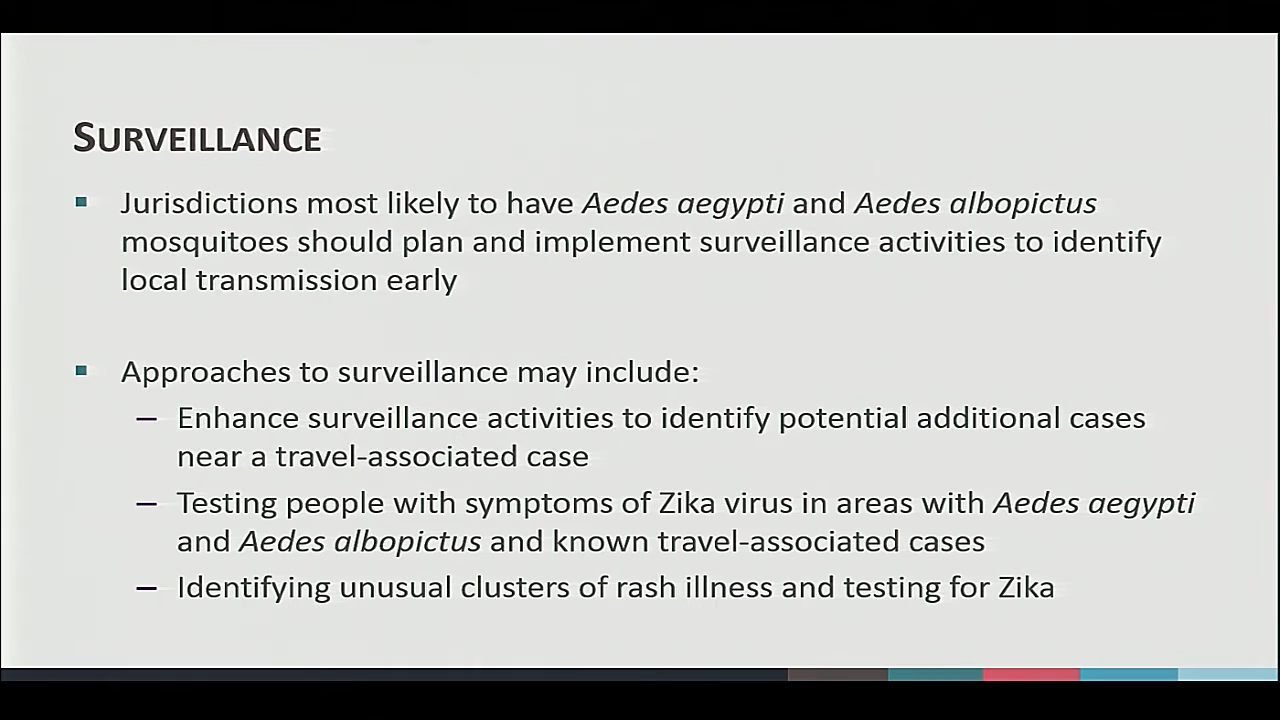 SURVEILLANCE
▪ Jurisdictions most likely to have Aedes aegypti and Aedes albopictus
mosquitoes should plan and implement surveillance activities to identify
local transmission early
▪ Approaches to surveillance may include:
– Enhance surveillance activities to identify potential additional cases
near a travel-associated case
– Testing people with symptoms of Zika virus in areas with Aedes aegypti
and Aedes albopictus and known travel-associated cases
– Identifying unusual clusters of rash illness and testing for Zika